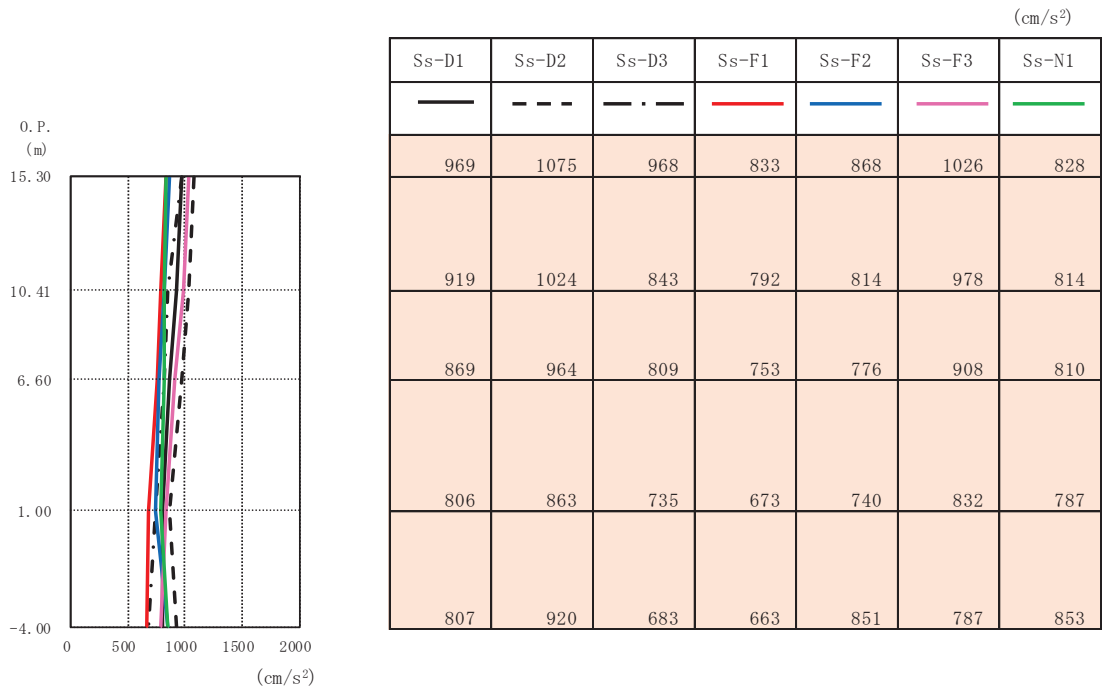 (cm/s²)
Ss-D1 Ss-D2 Ss-D3 Ss-F1 Ss-F2 Ss-F3 Ss-N1
O.P.
(m)
969 1075 968 833 868 1026 828
15.30
919 1024 843 792 814 978 814
10.41
869 964 809 753 776 908 810
6.60
806 863 735 673 740 832 787
1.00
807 920 683 663 851 787 853
-4.00
0 500 1000 1500 2000
(cm/s²)